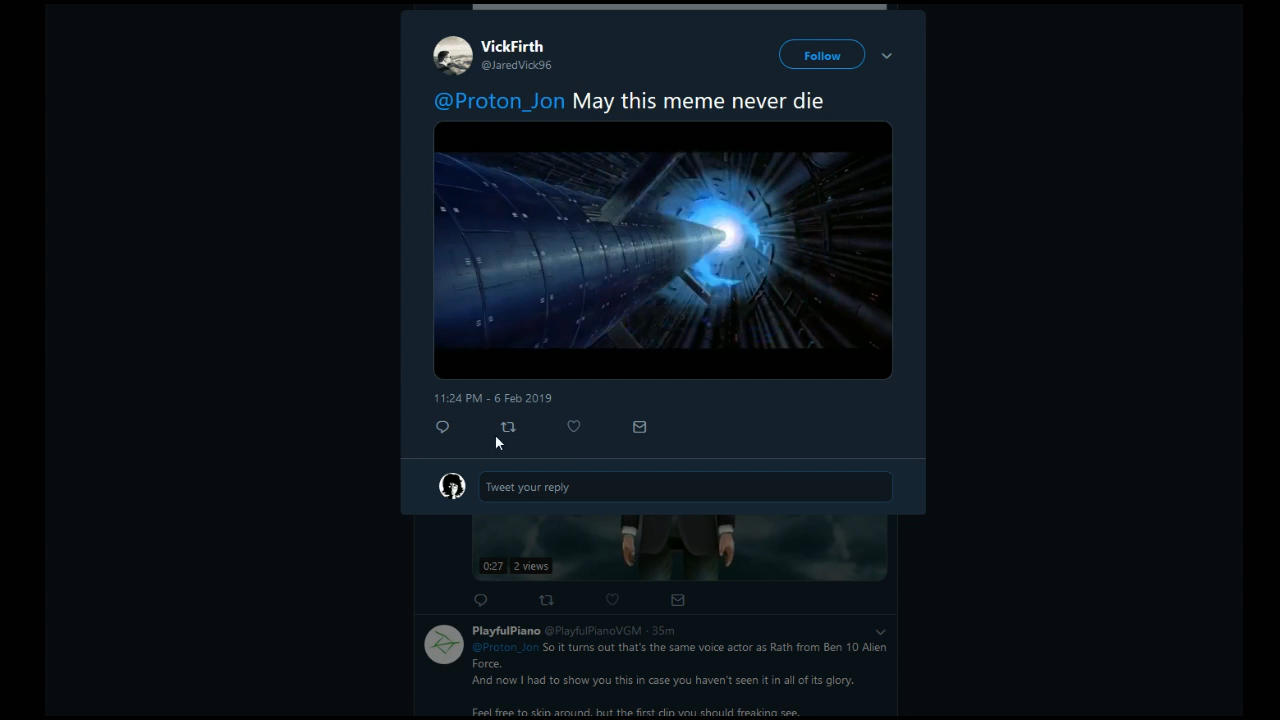 VickFirth
@JaredVick96
Follow
@Proton_Jon May this meme never die
11:24 PM - 6 Feb 2019
Tweet your reply
0:27 2 views
PlayfulPiano @PlayfulPianoVGM · 35m
@Proton_Jon So it turns out that's the same voice actor as Rath from Ben 10 Alien
Force.
And now I had to show you this in case you haven't seen it in all of its glory.
Feel free to skip around, but the first clip you should freaking see.